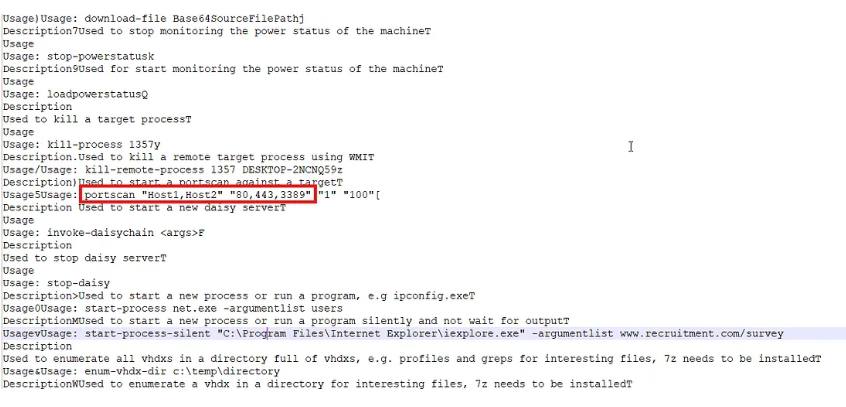 Usage)Usage: download-file Base64SourceFilePathj
Description7Used to stop monitoring the power status of the machineT
Usage
Usage: stop-powerstatusk
Description9Used for start monitoring the power status of the machineT
Usage
Usage: loadpowerstatusQ
Description
Used to kill a target processT
Usage
Usage: kill-process 1357y
Description.Used to kill a remote target process using WMIT
Usage/Usage: kill-remote-process 1357 DESKTOP-2NCNQ59z
Description)Used to start a portscan against a targetT
Usage5Usage: portscan "Host1,Host2" "80,443,3389" "1" "100"[
Description Used to start a new daisy serverT
Usage
Usage: invoke-daisychain <args>F
Description
Used to stop daisy serverT
Usage
Usage: stop-daisy
Description>Used to start a new process or run a program, e.g ipconfig.exeT
Usage0Usage: start-process net.exe -argumentlist users
DescriptionMUsed to start a new process or run a program silently and not wait for outputT
UsagevUsage: start-process-silent "C:\Program Files\Internet Explorer\iexplore.exe" -argumentlist www.recruitment.com/survey
Description
Used to enumerate all vhdxs in a directory full of vhdxs, e.g. profiles and greps for interesting files, 7z needs to be installedT
Usage&Usage: enum-vhdx-dir c:\temp\directory
DescriptionWUsed to enumerate a vhdx in a directory for interesting files, 7z needs to be installedT